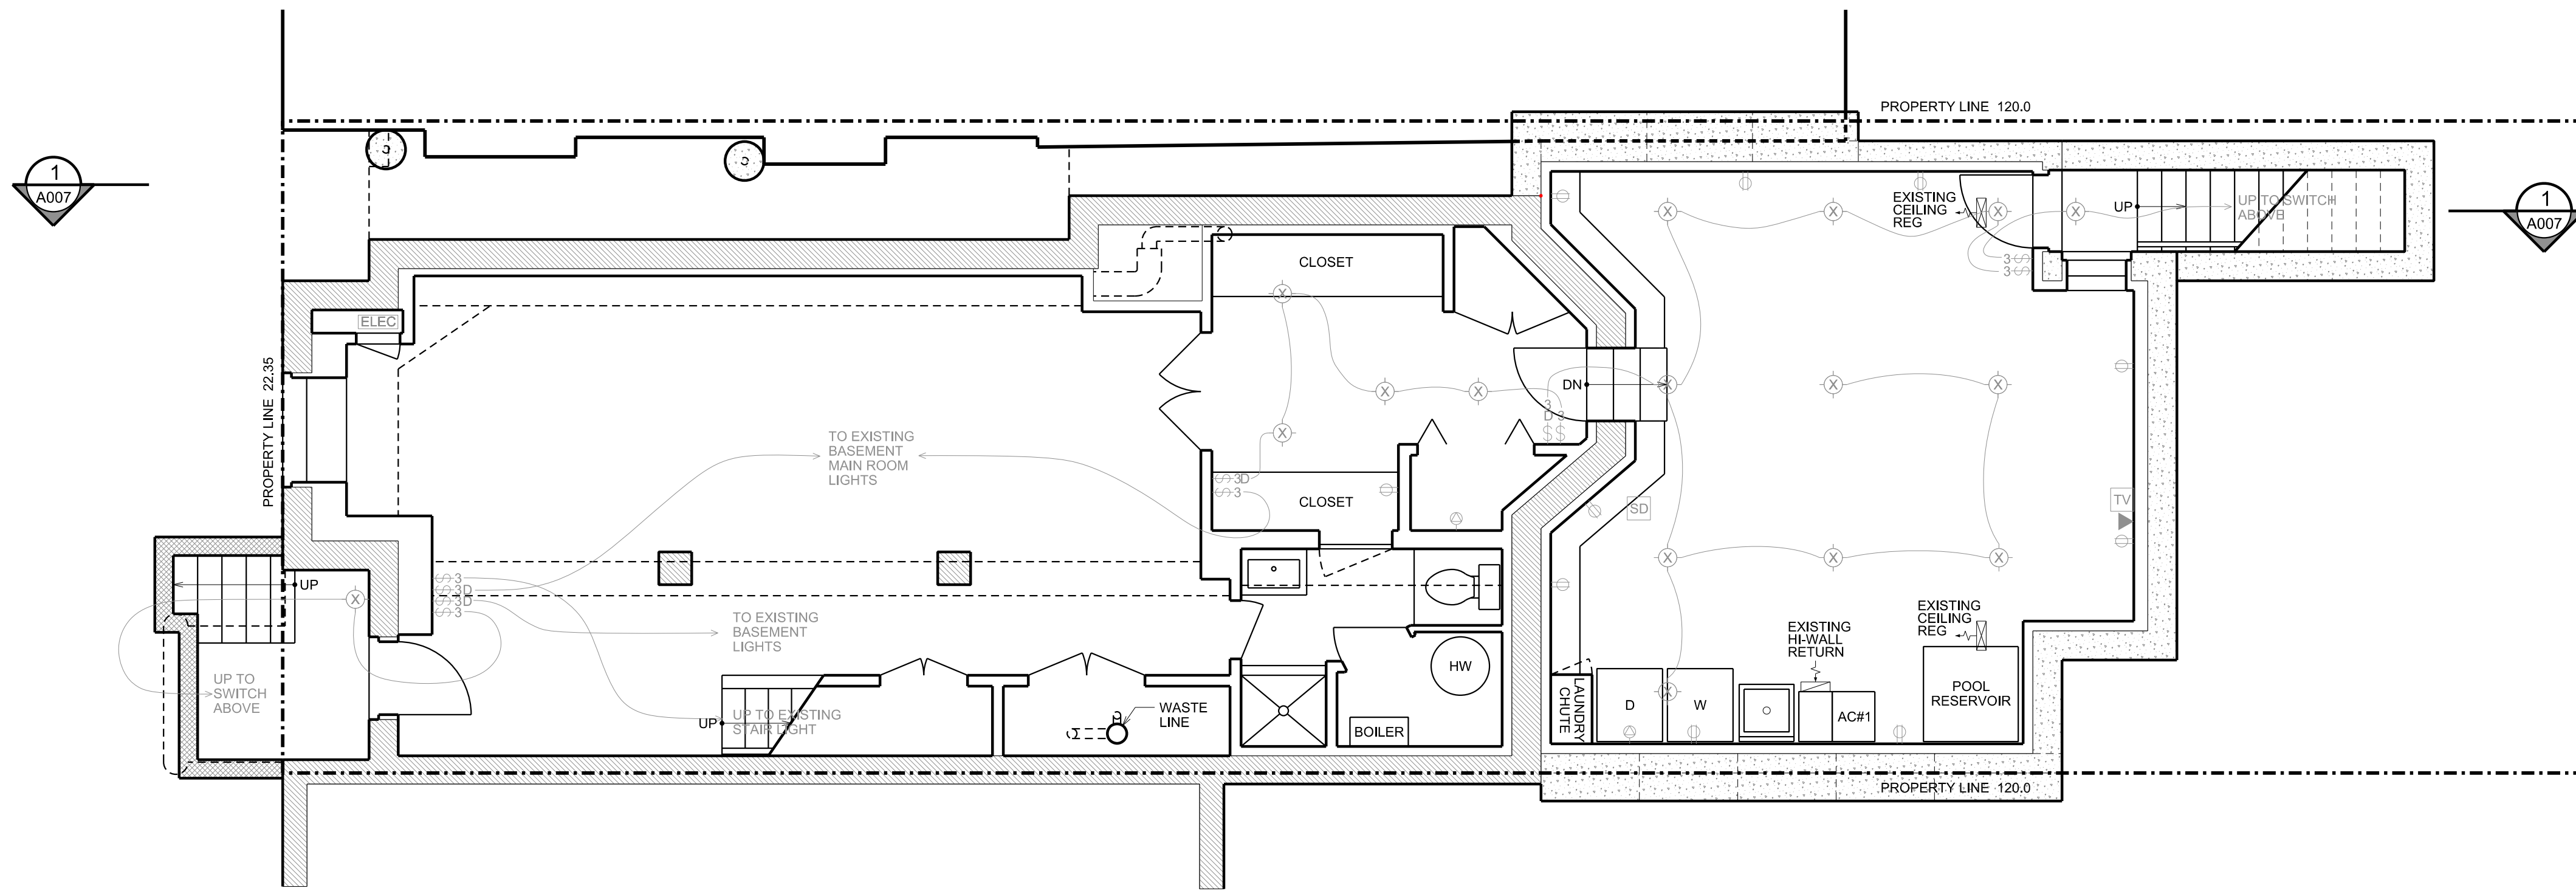 PROPERTY LINE 120.0
1
A007
1
A007
EXISTING
CEILING
REG
UP
UP TO SWITCH
ABOVE
3
3
CLOSET
ELEC
PROPERTY LINE 22.35
DN
3
D 3
TO EXISTING
BASEMENT
MAIN ROOM
LIGHTS
3D
3
CLOSET
SD
TV
UP
3
3D
3D
3
TO EXISTING
BASEMENT
LIGHTS
EXISTING
CEILING
REG
EXISTING
HI-WALL
RETURN
HW
UP TO
SWITCH
ABOVE
UP
UP TO EXISTING
STAIR LIGHT
WASTE
LINE
BOILER
LAUNDRY
CHUTE
D
W
AC#1
POOL
RESERVOIR
PROPERTY LINE 120.0